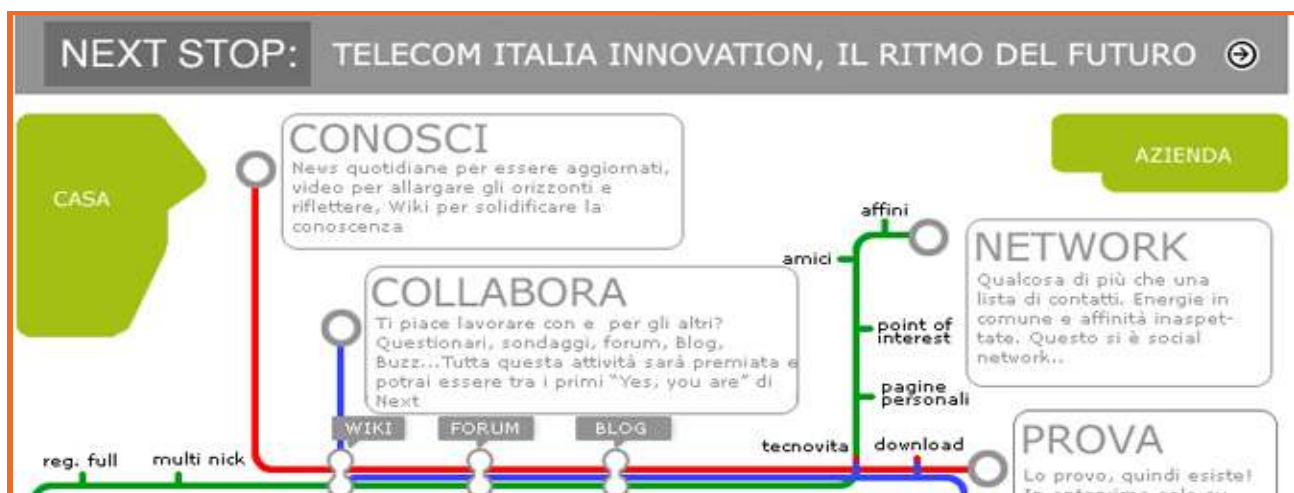 NEXT STOP: TELECOM ITALIA INNOVATION, IL RITMO DEL FUTURO
CASA
CONOSCI
News quotidiane per essere aggiornati,
video per allargare gli orizzonti e
riflettere, Wiki per solidificare la
conoscenza
AZIENDA
affini
amici
NETWORK
Qualcosa di più che una
lista di contatti. Energie in
comune e affinità inaspet-
tate. Questo si è social
network..
COLLABORA
Ti piace lavorare con e per gli altri?
Questionari, sondaggi, forum, Blog,
Buzz...Tutta questa attività sarà premiata e
potrai essere tra i primi “Yes, you are” di
Next
point of
interest
pagine
personali
WIKI
FORUM
BLOG
tecnovita
download
reg. full
multi nick
PROVA
Lo provo, quindi esiste!